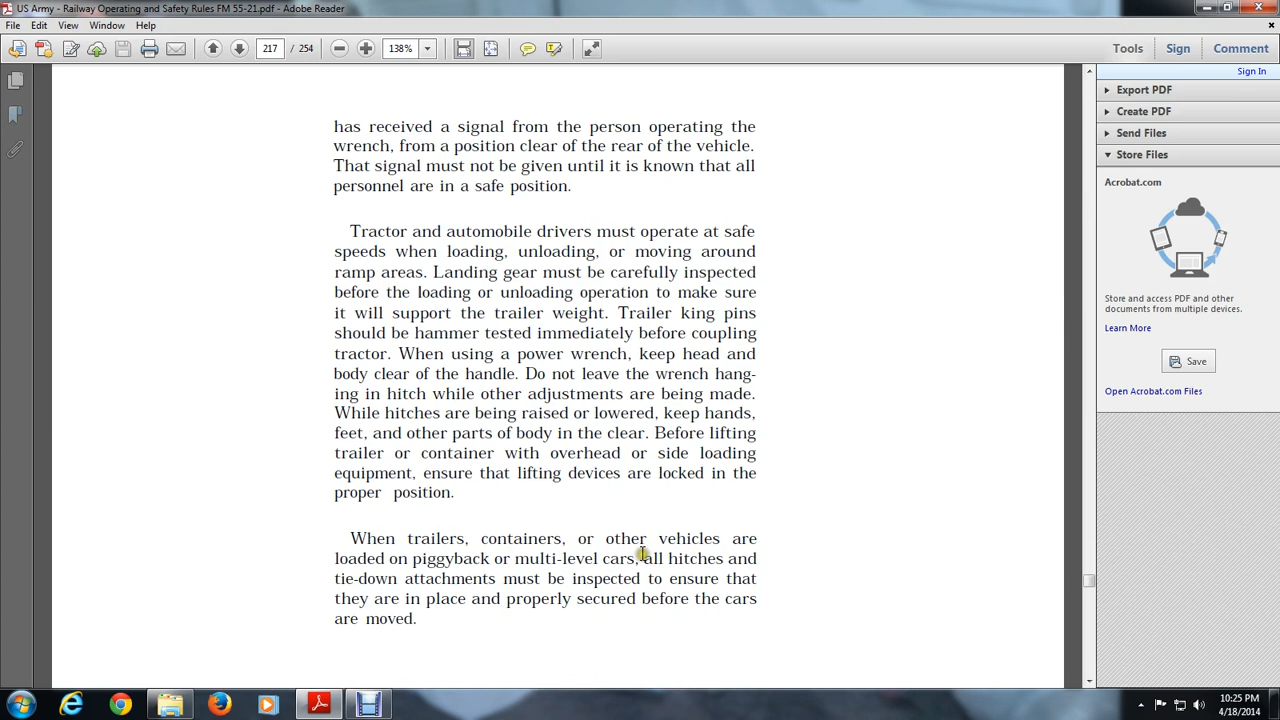 US Army - Railway Operating and Safety Rules FM 55-21.pdf - Adobe Reader
File Edit View Window Help
217 / 254 138% Tools Sign Comment
Sign In
Export PDF
Create PDF
Send Files
Store Files
Acrobat.com
Store and access PDF and other
documents from multiple devices.
Learn More
Save
Open Acrobat.com Files
has received a signal from the person operating the
wrench, from a position clear of the rear of the vehicle.
That signal must not be given until it is known that all
personnel are in a safe position.
Tractor and automobile drivers must operate at safe
speeds when loading, unloading, or moving around
ramp areas. Landing gear must be carefully inspected
before the loading or unloading operation to make sure
it will support the trailer weight. Trailer king pins
should be hammer tested immediately before coupling
tractor. When using a power wrench, keep head and
body clear of the handle. Do not leave the wrench hang-
ing in hitch while other adjustments are being made.
While hitches are being raised or lowered, keep hands,
feet, and other parts of body in the clear. Before lifting
trailer or container with overhead or side loading
equipment, ensure that lifting devices are locked in the
proper position.
When trailers, containers, or other vehicles are
loaded on piggyback or multi-level cars, all hitches and
tie-down attachments must be inspected to ensure that
they are in place and properly secured before the cars
are moved.
10:25 PM
4/18/2014